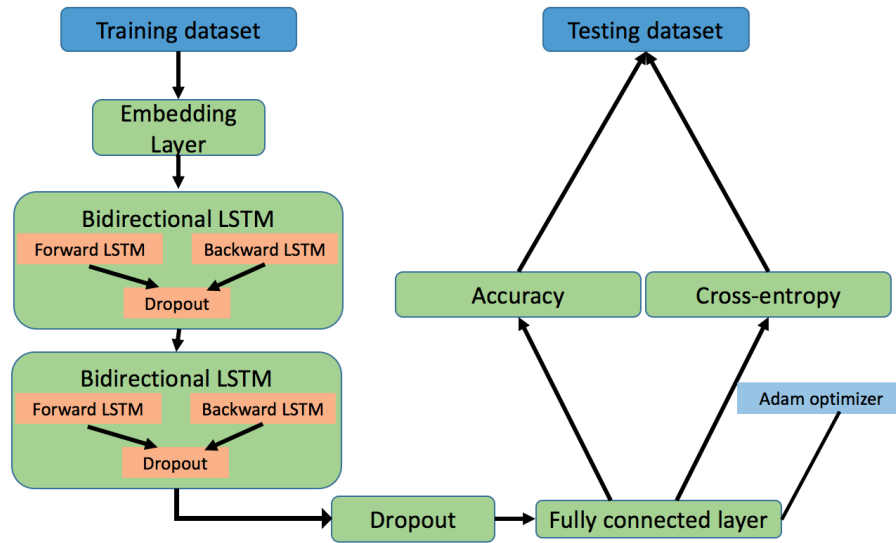 Training dataset
Embedding
Layer
Bidirectional LSTM
Forward LSTM
Backward LSTM
Dropout
Bidirectional LSTM
Forward LSTM
Backward LSTM
Dropout
Dropout
Fully connected layer
Adam optimizer
Accuracy
Cross-entropy
Testing dataset